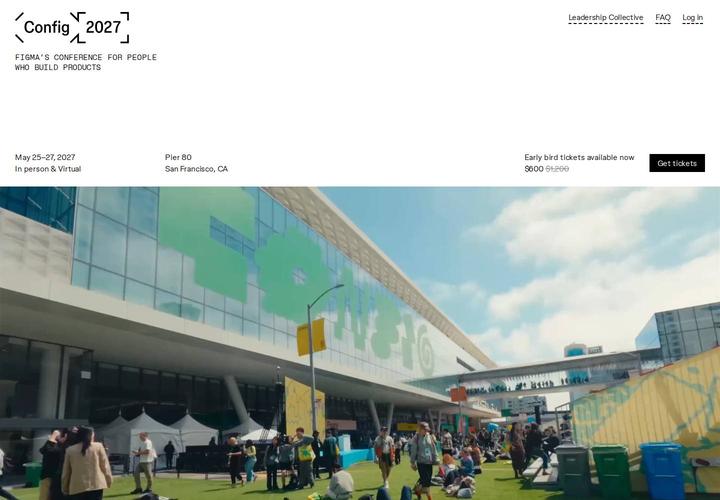 Config 2027
Leadership Collective
FAQ
Log in
FIGMA'S CONFERENCE FOR PEOPLE
WHO BUILD PRODUCTS
May 25–27, 2027
In person & Virtual
Pier 80
San Francisco, CA
Early bird tickets available now
$600 $1,200
Get tickets
CONFIG